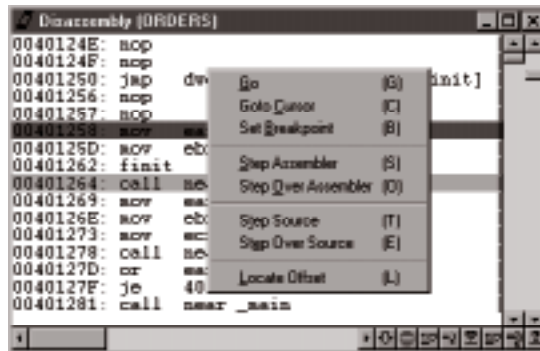 Disassembly (ORDERS)
0040124E: nop
0040124F: nop
00401250: jmp init]
00401256: nop
00401257: nop
00401258: mov
0040125D: mov
00401262: finit
00401264: call
00401269: mov
0040126E: mov
00401273: mov
00401278: call
0040127D: or
0040127F: je 40
00401281: call near _main
Go (G)
Goto Cursor (C)
Set Breakpoint (B)
Step Assembler (S)
Step Over Assembler (O)
Step Source (T)
Step Over Source (E)
Locate Offset (L)